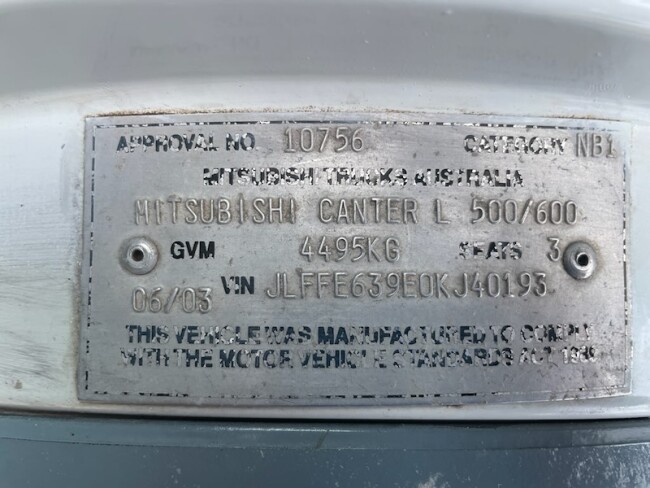 APPROVAL NO. 10756 CATEGORY NB1
MITSUBISHI TRUCKS AUSTRALIA
MITSUBISHI CANTER L 500/600
GVM 4495KG SEATS 3
06/03 VIN JLFFE639E0KJ40193
THIS VEHICLE WAS MANUFACTURED TO COMPLY
WITH THE MOTOR VEHICLE STANDARDS ACT 1989